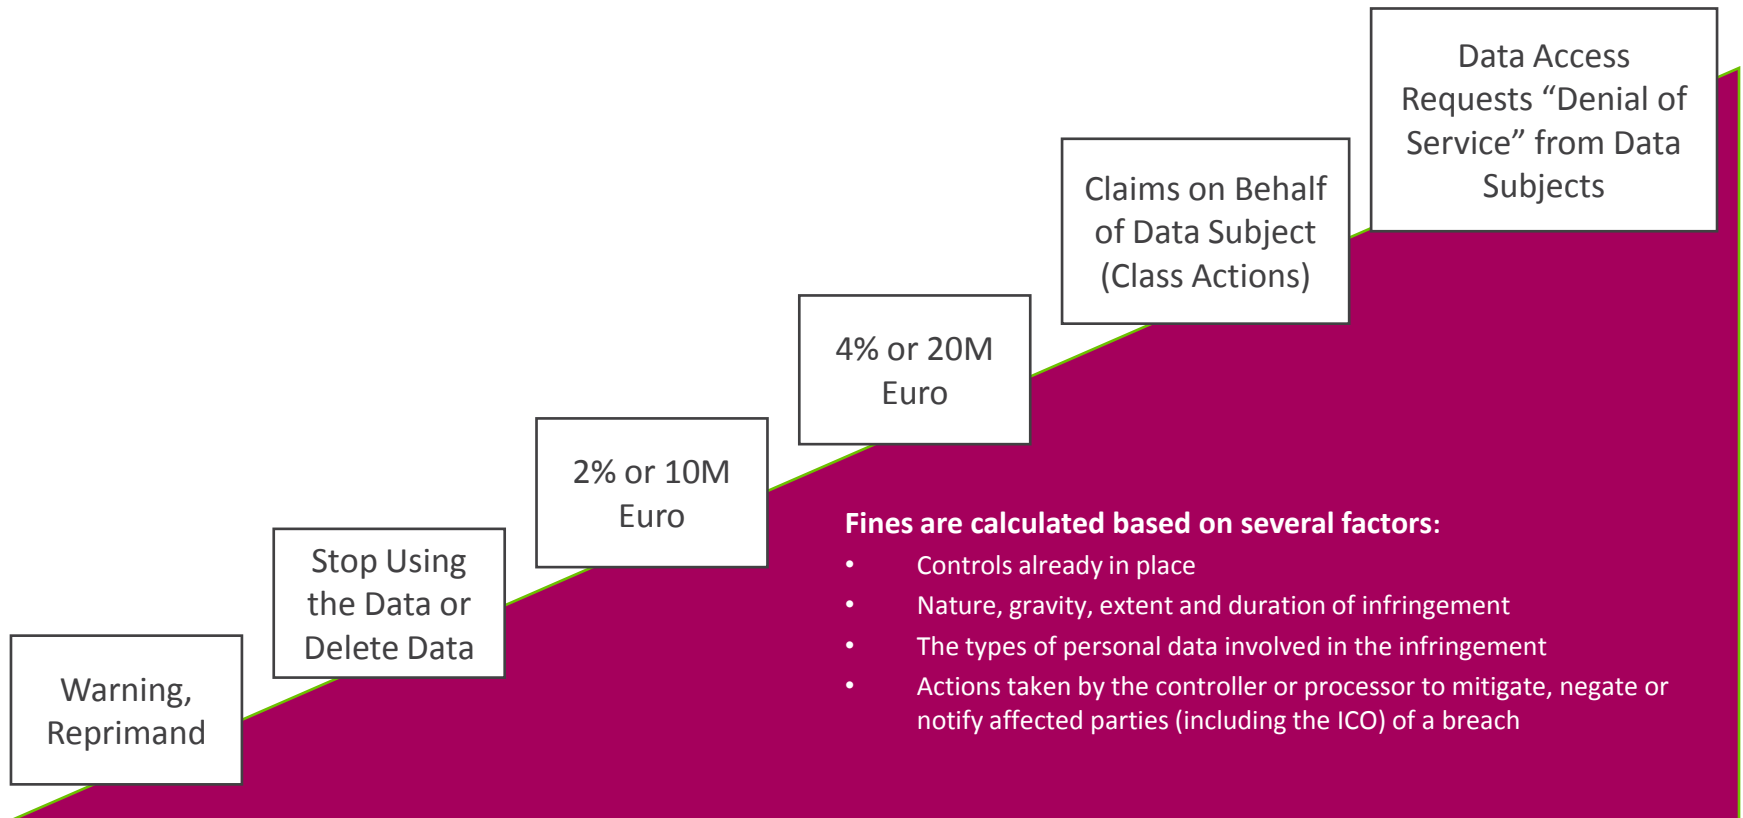 Data Access
Requests “Denial of
Service” from Data
Subjects
Claims on Behalf
of Data Subject
(Class Actions)
4% or 20M
Euro
2% or 10M
Euro
Stop Using
the Data or
Delete Data
Warning,
Reprimand
Fines are calculated based on several factors:
• Controls already in place
• Nature, gravity, extent and duration of infringement
• The types of personal data involved in the infringement
• Actions taken by the controller or processor to mitigate, negate or
notify affected parties (including the ICO) of a breach